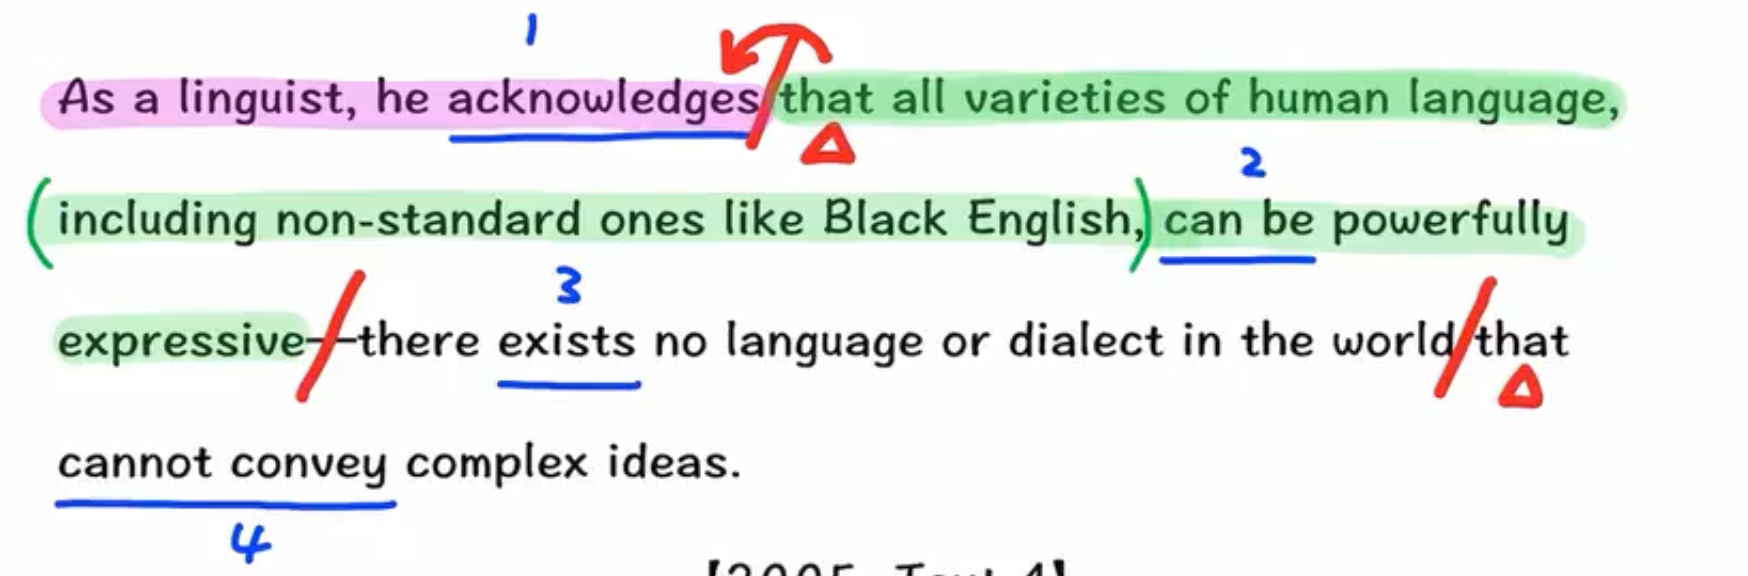 1
As a linguist, he acknowledges that all varieties of human language,
2
including non-standard ones like Black English, can be powerfully
3
expressive—there exists no language or dialect in the world that
cannot convey complex ideas.
4